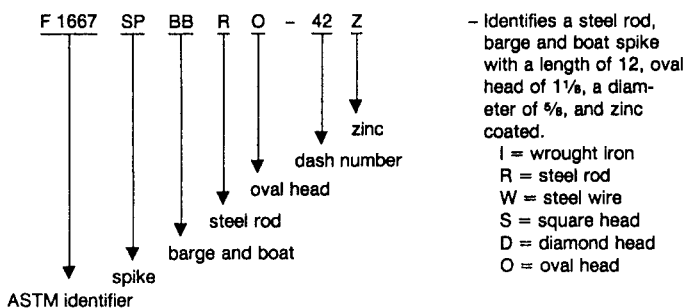 F 1667 SP BB R O - 42 Z
zinc
dash number
oval head
steel rod
barge and boat
spike
ASTM identifier
– Identifies a steel rod,
barge and boat spike
with a length of 12, oval
head of 1⅛, a diam-
eter of ⅝, and zinc
coated.
I = wrought iron
R = steel rod
W = steel wire
S = square head
D = diamond head
O = oval head